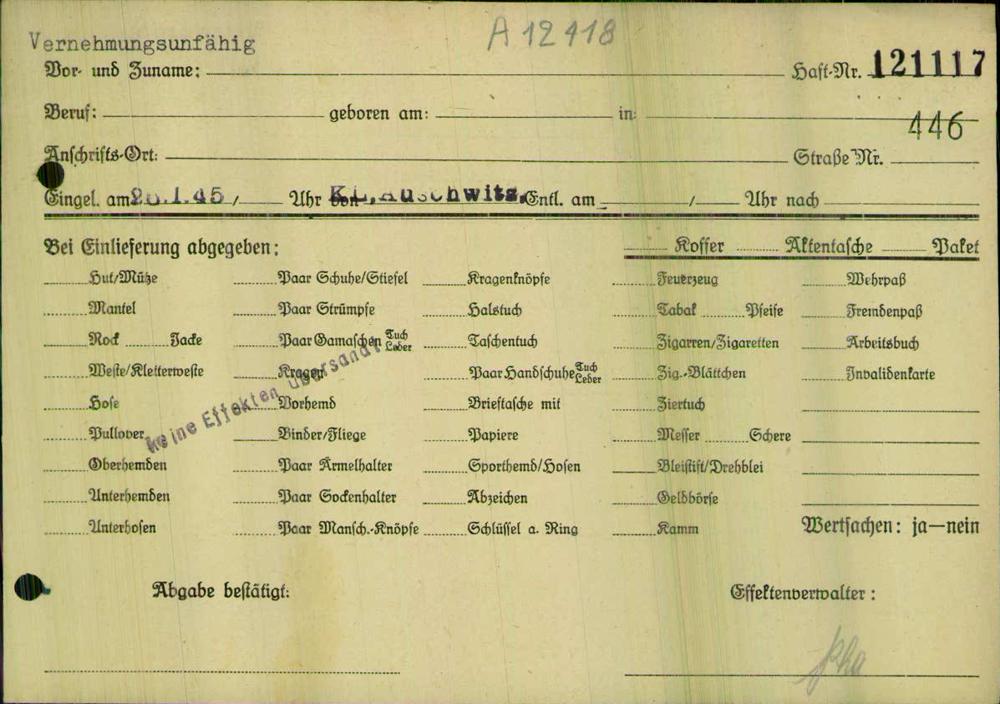 A 12418
Vernehmungsunfähig
Vor- und Zuname: Haft-Nr. 121117
Beruf: geboren am: in:
446
Anschrifts-Ort: Straße Nr.
Eingel. am 26.1.45 / Uhr von KL. Auschwitz. Entl. am / Uhr nach
Bei Einlieferung abgegeben: Koffer Aktentasche Paket
Hut/Mütze Paar Schuhe/Stiefel Kragenknöpfe Feuerzeug Wehrpaß
Mantel Paar Strümpfe Halstuch Tabak Pfeife Fremdenpaß
Rock Jacke Paar Gamaschen Tuch Leder Taschentuch Zigarren/Zigaretten Arbeitsbuch
Weste/Kletterweste Kragen Paar Handschuhe Tuch Leder Zig.-Blättchen Invalidenkarte
Hose Vorhemd Brieftasche mit Ziertuch
Pullover Binder/Fliege Papiere Messer Schere
Oberhemden Paar Ärmelhalter Sporthemd/Hosen Bleistift/Drehblei
Unterhemden Paar Sockenhalter Abzeichen Geldbörse
Unterhosen Paar Mansch.-Knöpfe Schlüssel a. Ring Kamm Wertsachen: ja—nein
keine Effekten übersandt
Abgabe bestätigt: Effektenverwalter: